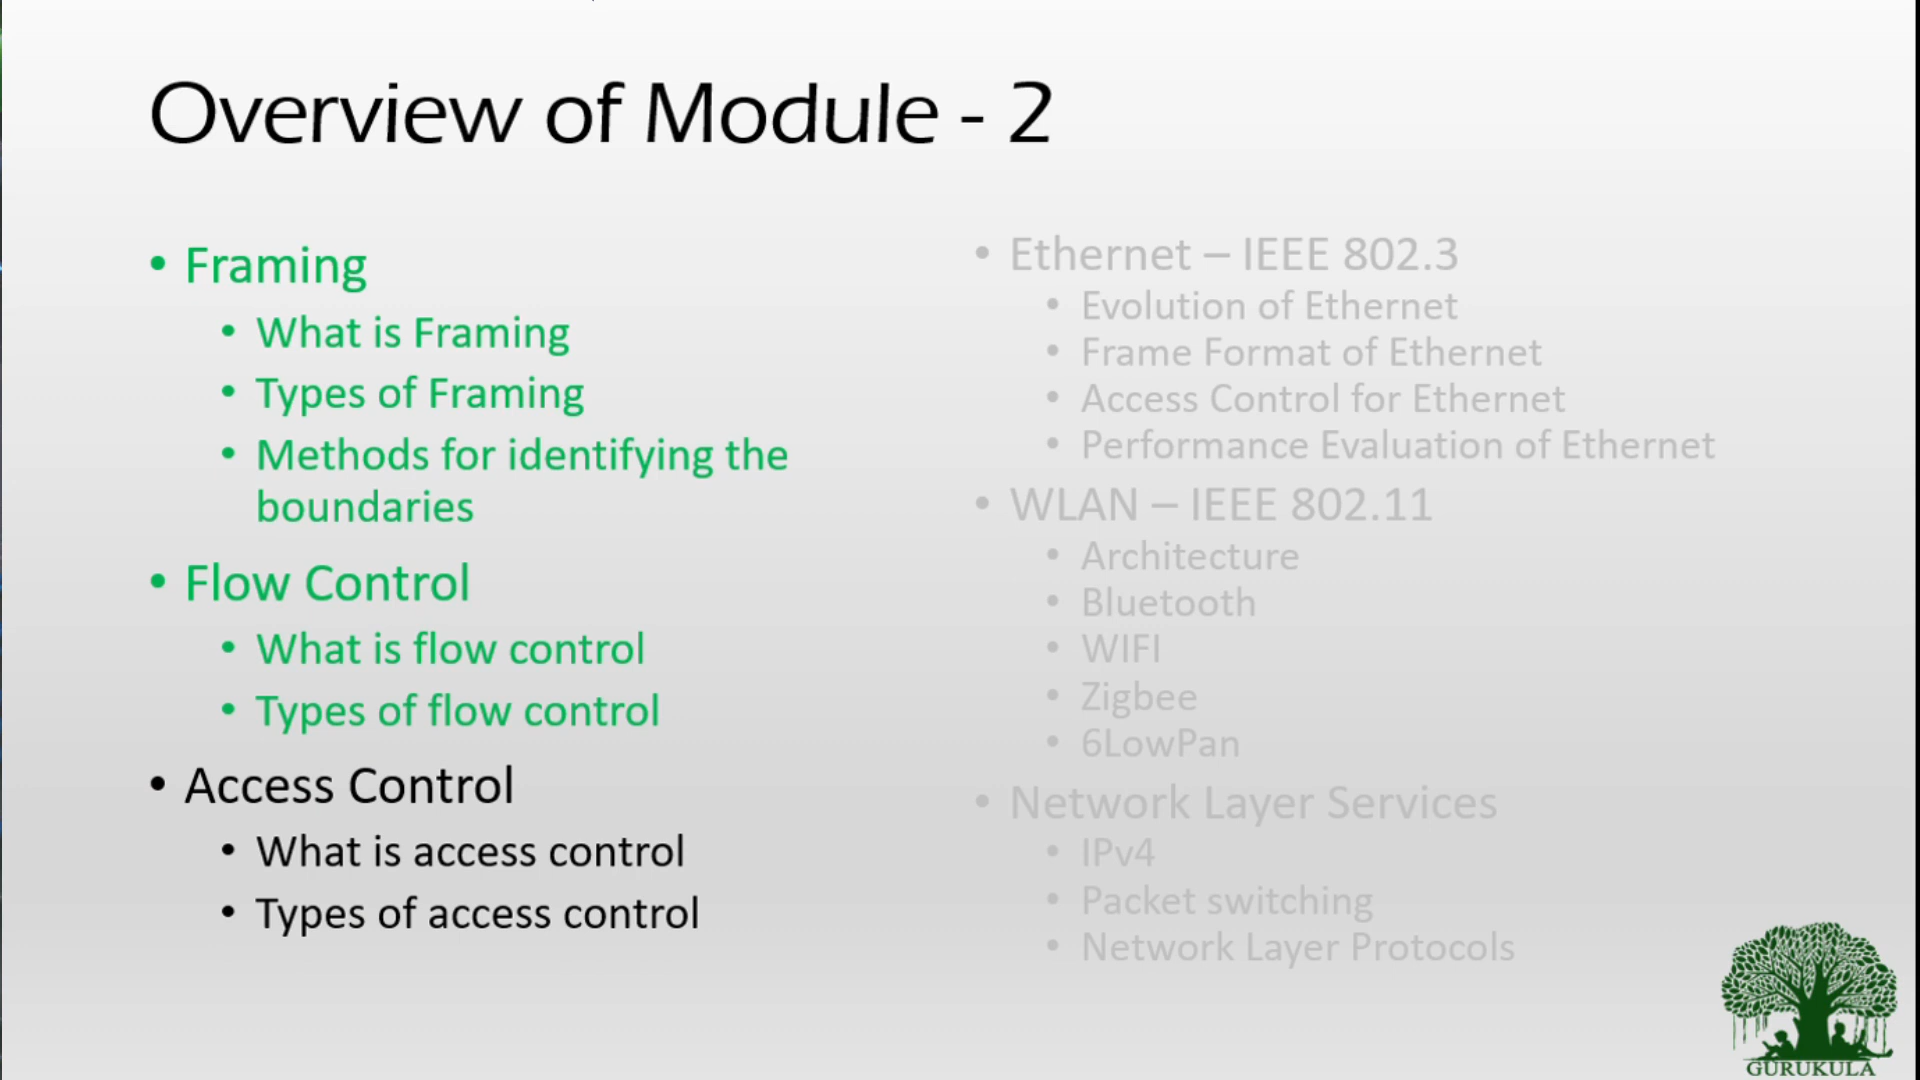 Overview of Module - 2
• Framing
• What is Framing
• Types of Framing
• Methods for identifying the
boundaries
• Flow Control
• What is flow control
• Types of flow control
• Access Control
• What is access control
• Types of access control
• Ethernet – IEEE 802.3
• Evolution of Ethernet
• Frame Format of Ethernet
• Access Control for Ethernet
• Performance Evaluation of Ethernet
• WLAN – IEEE 802.11
• Architecture
• Bluetooth
• WIFI
• Zigbee
• 6LowPan
• Network Layer Services
• IPv4
• Packet switching
• Network Layer Protocols
GURUKULA